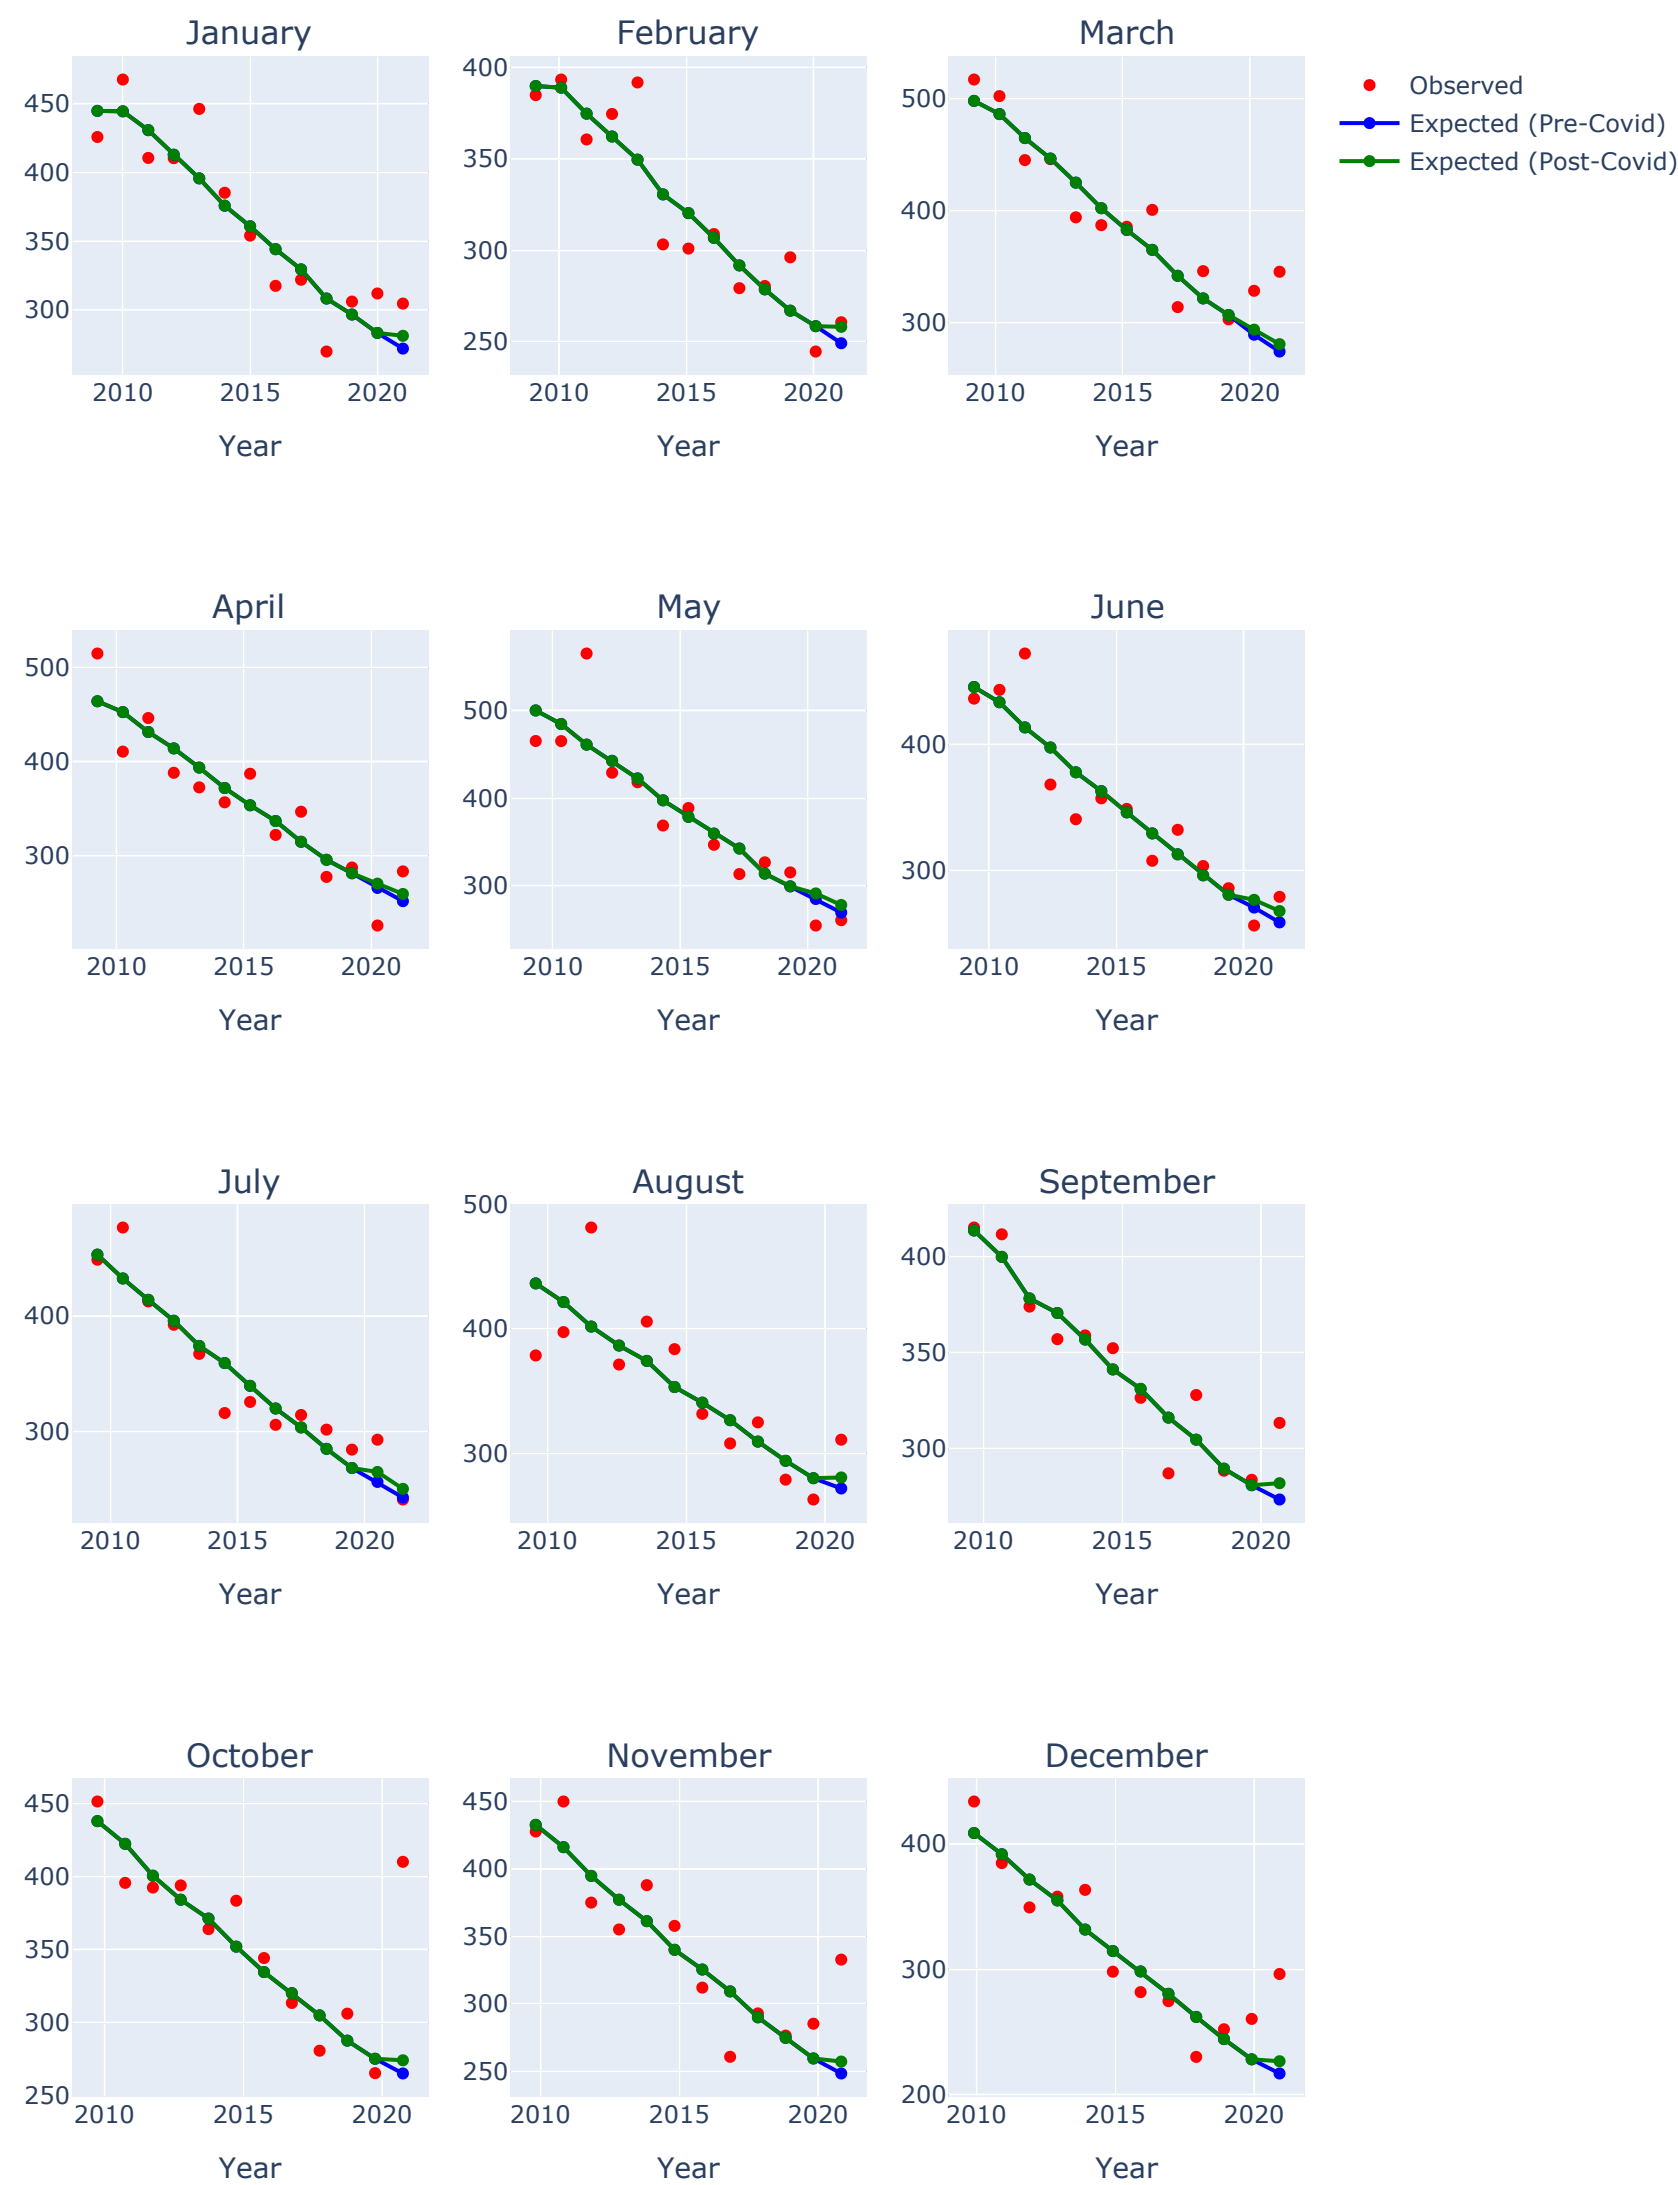 January
February
March
Observed
Expected (Pre-Covid)
Expected (Post-Covid)
450
400
350
300
400
350
300
250
500
400
300
2010 2015 2020
2010 2015 2020
2010 2015 2020
Year
Year
Year
April
May
June
500
400
300
500
400
300
400
300
2010 2015 2020
2010 2015 2020
2010 2015 2020
Year
Year
Year
July
August
September
400
300
500
400
300
400
350
300
2010 2015 2020
2010 2015 2020
2010 2015 2020
Year
Year
Year
October
November
December
450
400
350
300
250
450
400
350
300
250
400
300
200
2010 2015 2020
2010 2015 2020
2010 2015 2020
Year
Year
Year